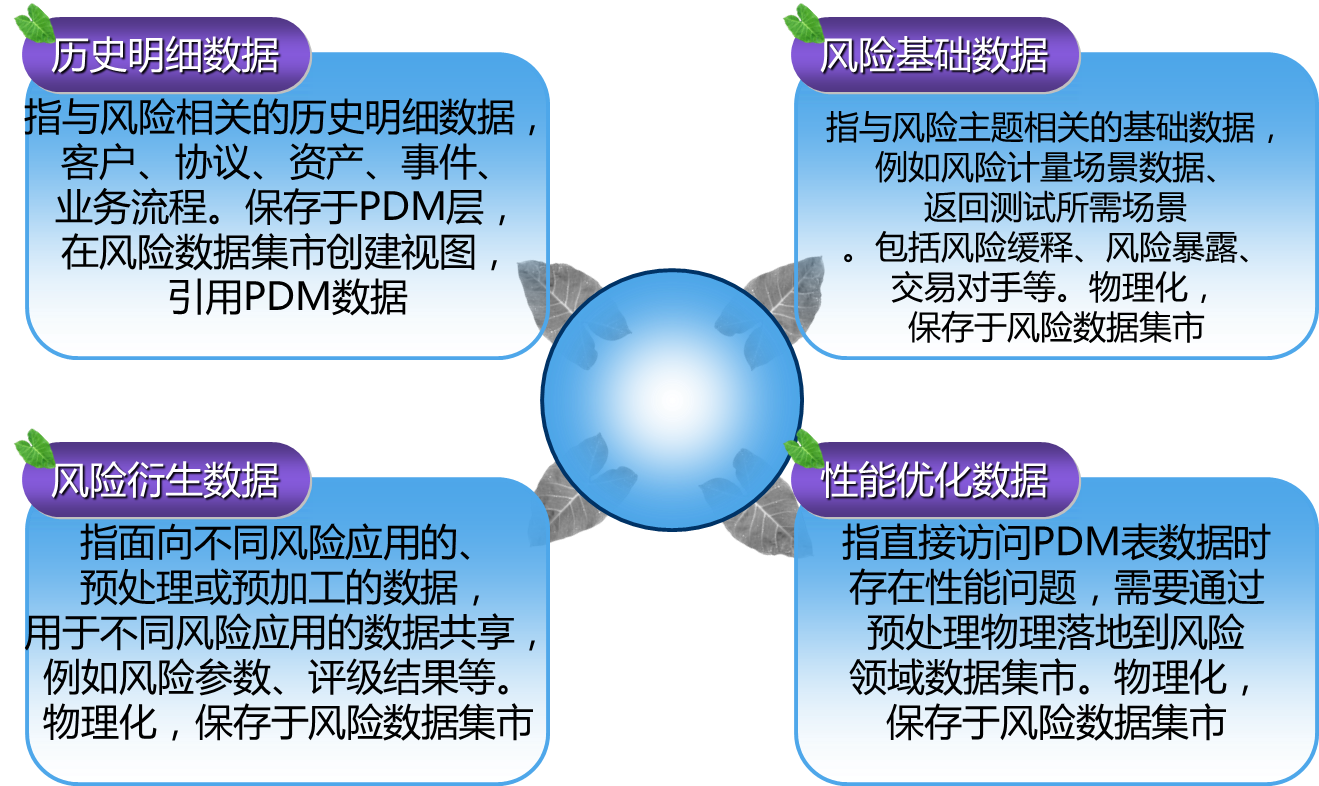 历史明细数据
指与风险相关的历史明细数据，
客户、协议、资产、事件、
业务流程。保存于PDM层，
在风险数据集市创建视图，
引用PDM数据
风险基础数据
指与风险主题相关的基础数据，
例如风险计量场景数据、
返回测试所需场景
。包括风险缓释、风险暴露、
交易对手等。物理化，
保存于风险数据集市
风险衍生数据
指面向不同风险应用的、
预处理或预加工的数据，
用于不同风险应用的数据共享，
例如风险参数、评级结果等。
物理化，保存于风险数据集市
性能优化数据
指直接访问PDM表数据时
存在性能问题，需要通过
预处理物理落地到风险
领域数据集市。物理化，
保存于风险数据集市